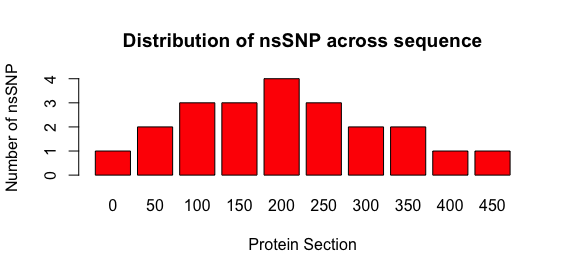 Distribution of nsSNP across sequence
Number of nsSNP
4
3
2
1
0
0 50 100 150 200 250 300 350 400 450
Protein Section